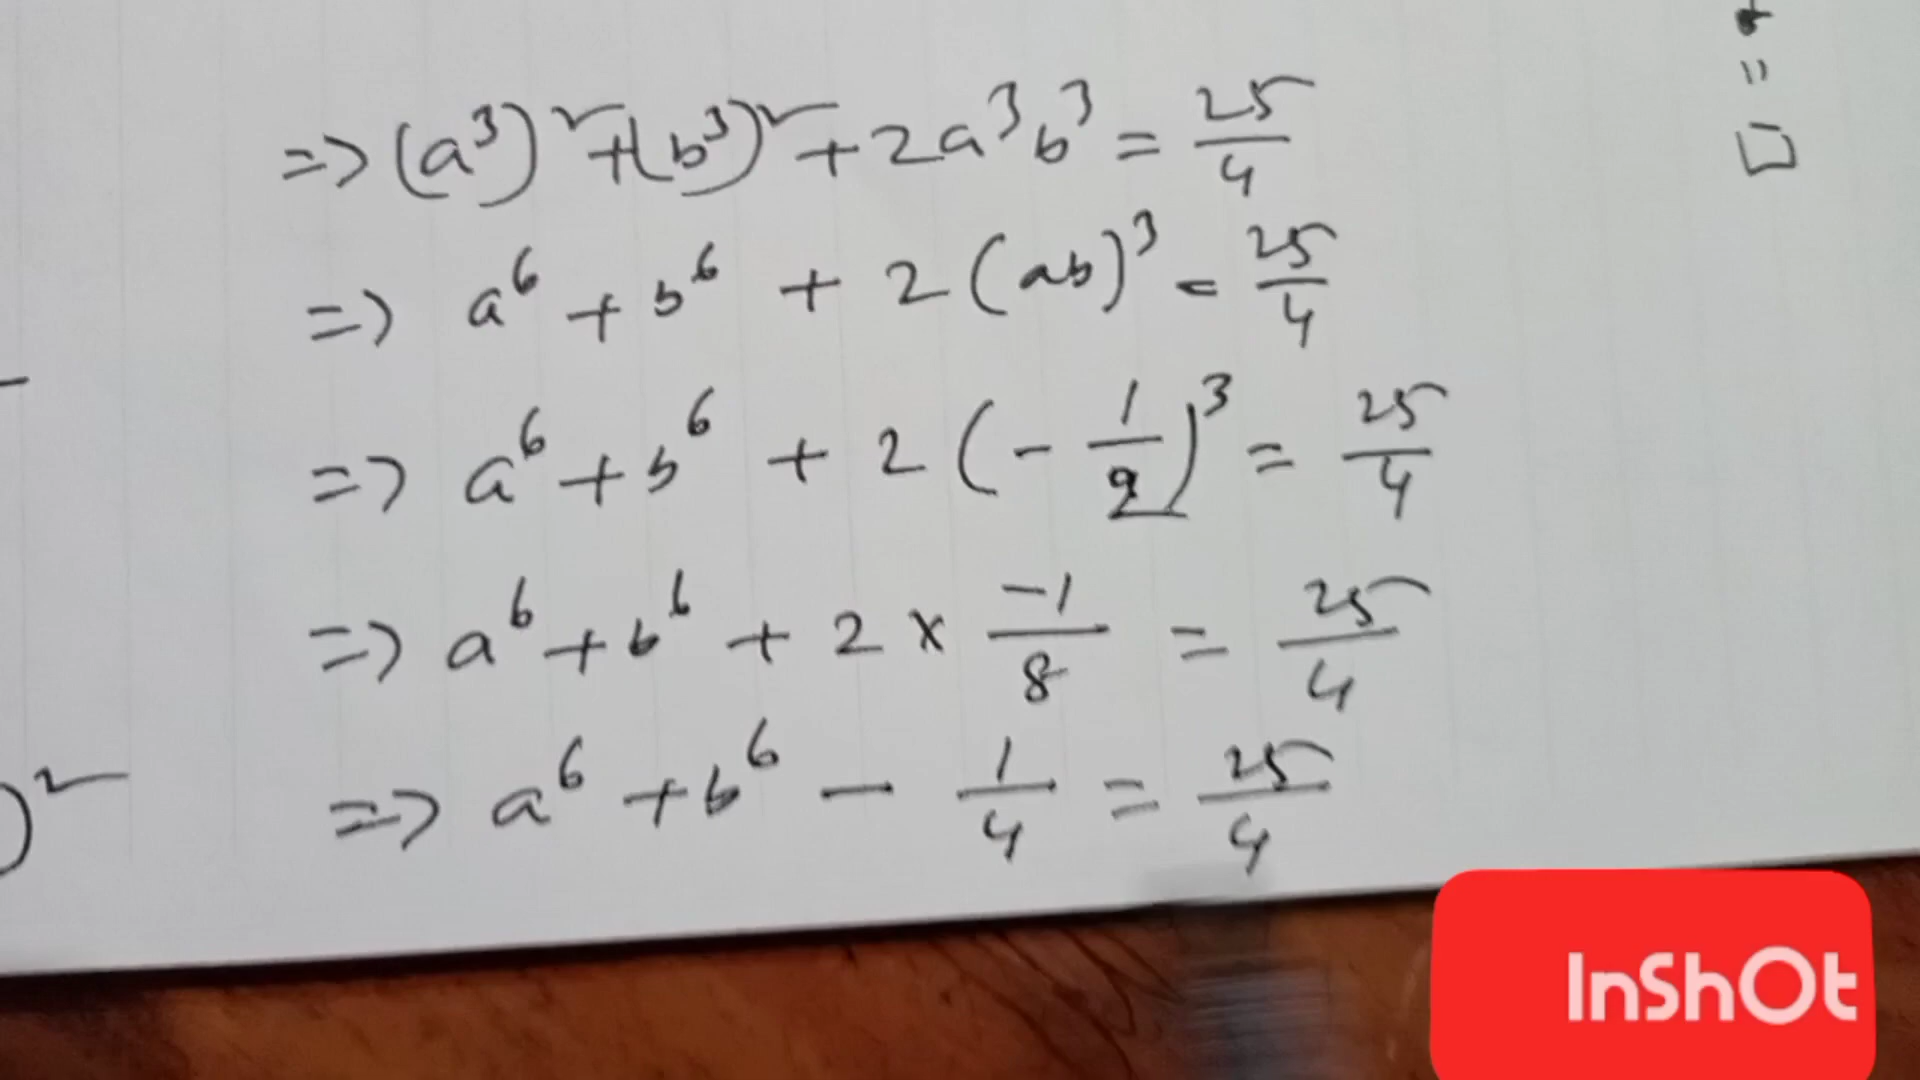 => (a³)² + (b³)² + 2a³b³ = 25/4
=> a⁶ + b⁶ + 2(ab)³ = 25/4
=> a⁶ + b⁶ + 2(-1/2)³ = 25/4
=> a⁶ + b⁶ + 2 × -1/8 = 25/4
)² => a⁶ + b⁶ - 1/4 = 25/4
InShOt